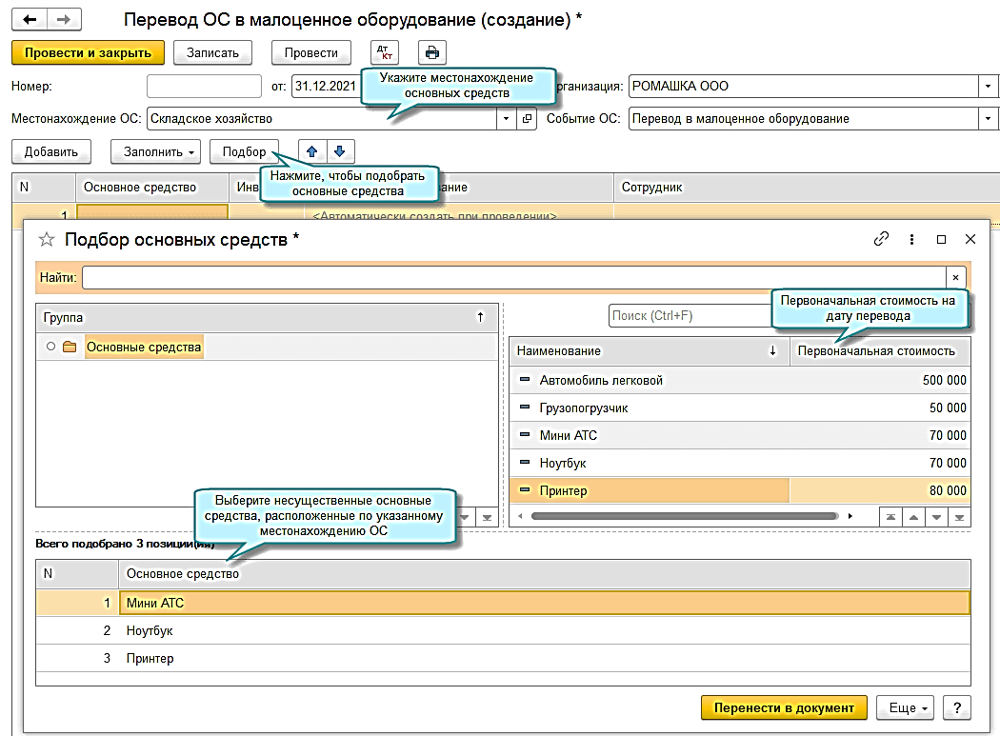 Перевод ОС в малоценное оборудование (создание) *
Провести и закрыть Записать Провести Дт Кт
Номер: от: 31.12.2021 Укажите местонахождение основных средств рганизация: РОМАШКА ООО
Местонахождение ОС: Складское хозяйство Событие ОС: Перевод в малоценное оборудование
Добавить Заполнить Подбор
Нажмите, чтобы подобрать основные средства
N Основное средство Инв ание Сотрудник
1 <Автоматически создать при проведении>
Подбор основных средств *
Найти:
Группа
Основные средства
Поиск (Ctrl+F)
Первоначальная стоимость на
дату перевода
Наименование Первоначальная стоимость
Автомобиль легковой 500 000
Грузопогрузчик 50 000
Мини АТС 70 000
Ноутбук 70 000
Принтер 80 000
Выберите несущественные основные
средства, расположенные по указанному
местонахождению ОС
Всего подобрано 3 позиции(ия)
N Основное средство
1 Мини АТС
2 Ноутбук
3 Принтер
Перенести в документ Еще ?